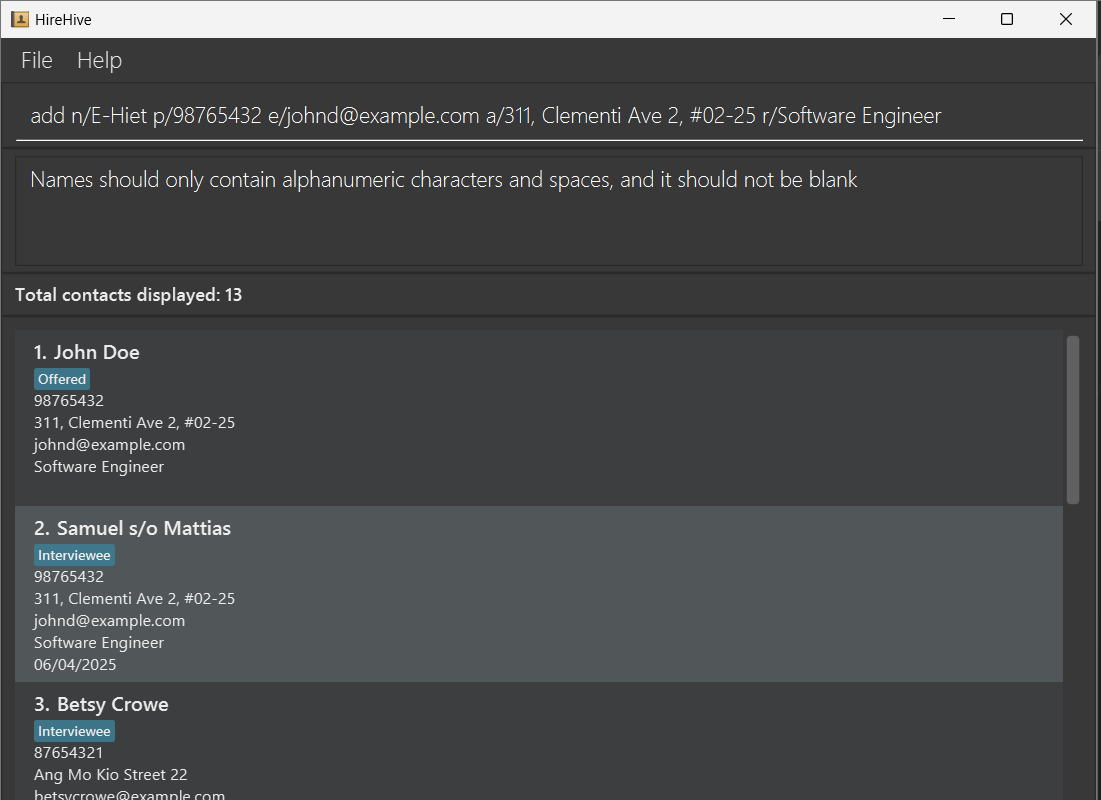 HireHive
File Help
add n/E-Hiet p/98765432 e/johnd@example.com a/311, Clementi Ave 2, #02-25 r/Software Engineer
Names should only contain alphanumeric characters and spaces, and it should not be blank
Total contacts displayed: 13
1. John Doe
Offered
98765432
311, Clementi Ave 2, #02-25
johnd@example.com
Software Engineer
2. Samuel s/o Mattias
Interviewee
98765432
311, Clementi Ave 2, #02-25
johnd@example.com
Software Engineer
06/04/2025
3. Betsy Crowe
Interviewee
87654321
Ang Mo Kio Street 22
betsycrowe@example.com